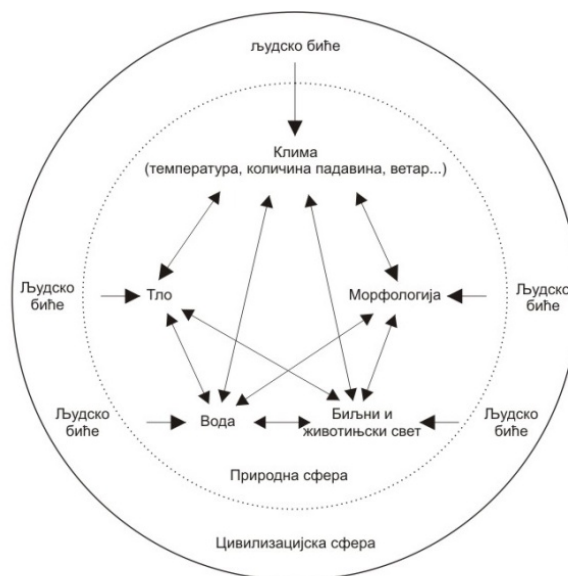 људско биће
Клима
(температура, количина падавина, ветар...)
Људско
биће
Тло
Морфологија
Људско
биће
Људско
биће
Вода
Биљни и
животињски свет
Људско
биће
Природна сфера
Цивилизацијска сфера